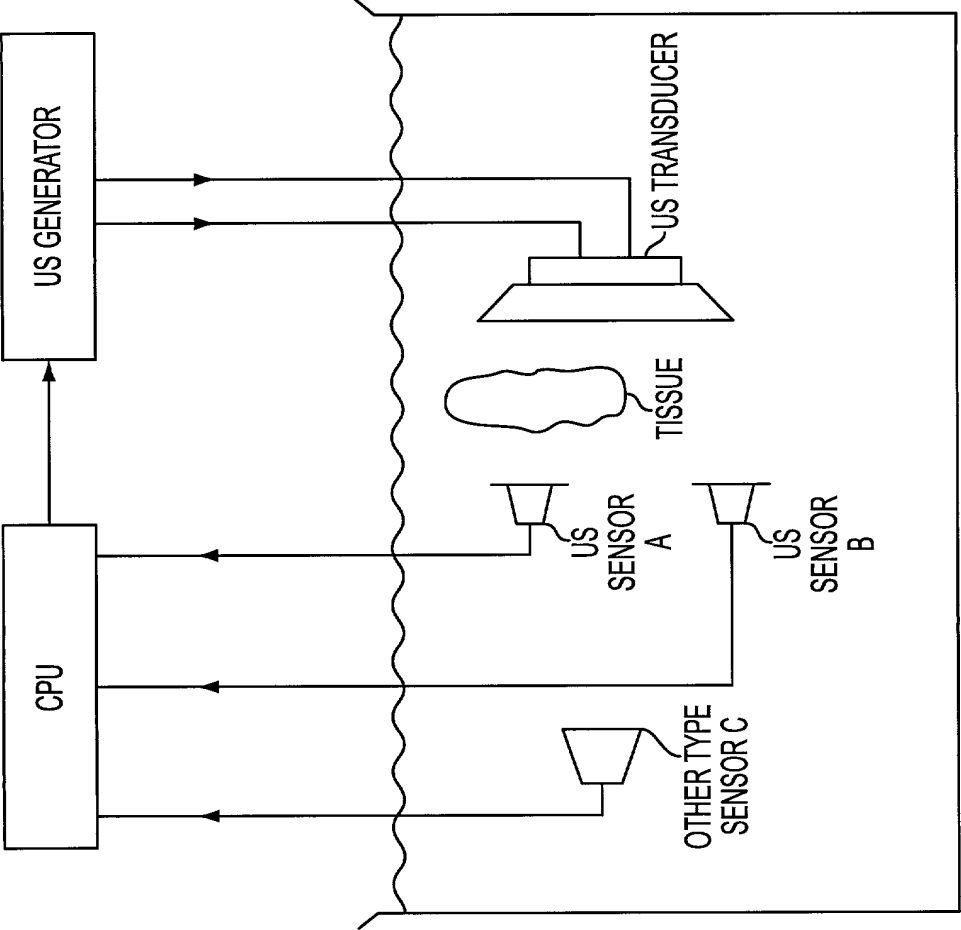 CPU
US GENERATOR
OTHER TYPE
SENSOR C
US
SENSOR
A
US
SENSOR
B
TISSUE
US TRANSDUCER